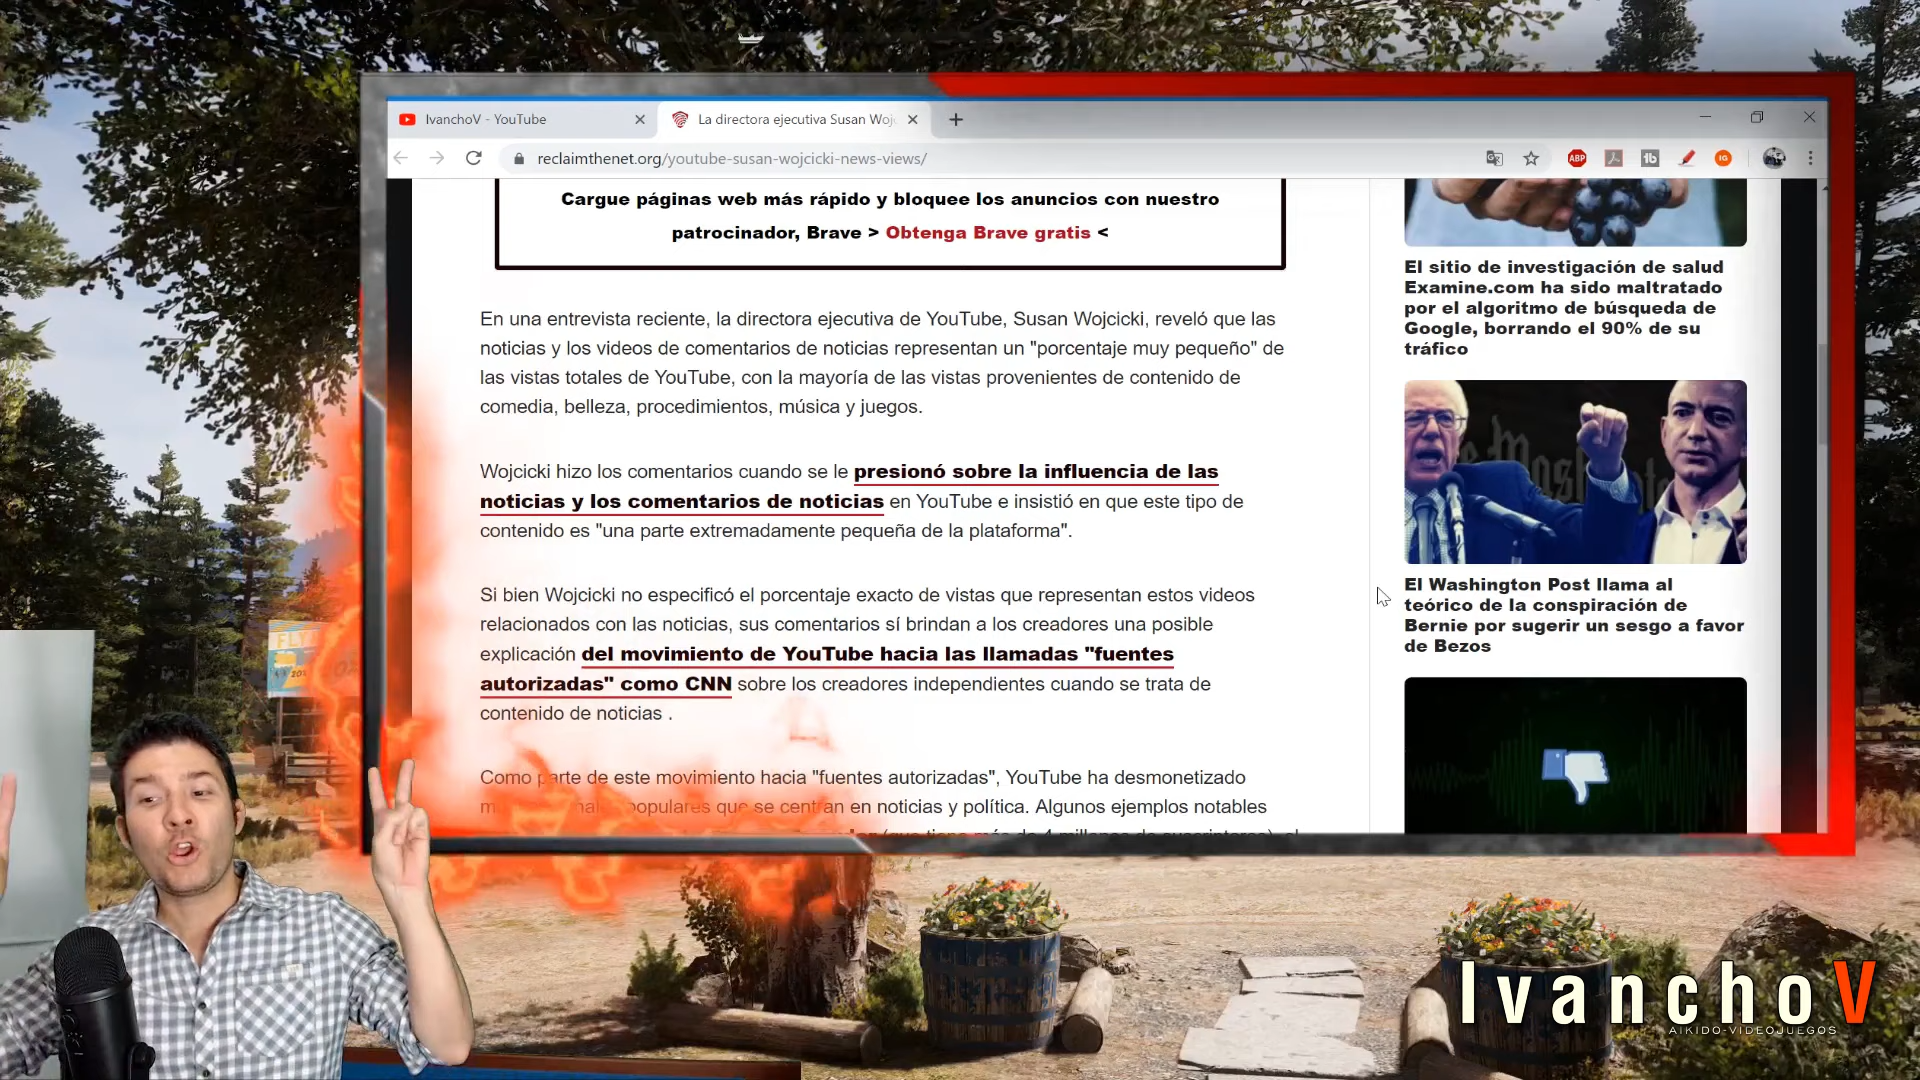 IvanchoV - YouTube
La directora ejecutiva Susan Woj
reclaimthenet.org/youtube-susan-wojcicki-news-views/
ABP
Cargue páginas web más rápido y bloquee los anuncios con nuestro
patrocinador, Brave > Obtenga Brave gratis <
En una entrevista reciente, la directora ejecutiva de YouTube, Susan Wojcicki, reveló que las
noticias y los videos de comentarios de noticias representan un "porcentaje muy pequeño" de
las vistas totales de YouTube, con la mayoría de las vistas provenientes de contenido de
comedia, belleza, procedimientos, música y juegos.
Wojcicki hizo los comentarios cuando se le presionó sobre la influencia de las
noticias y los comentarios de noticias en YouTube e insistió en que este tipo de
contenido es "una parte extremadamente pequeña de la plataforma".
Si bien Wojcicki no especificó el porcentaje exacto de vistas que representan estos videos
relacionados con las noticias, sus comentarios sí brindan a los creadores una posible
explicación del movimiento de YouTube hacia las llamadas "fuentes
autorizadas" como CNN sobre los creadores independientes cuando se trata de
contenido de noticias .
Como parte de este movimiento hacia "fuentes autorizadas", YouTube ha desmonetizado
populares que se centran en noticias y política. Algunos ejemplos notables
(que tiene más de 4 millones de suscriptores), el
El sitio de investigación de salud
Examine.com ha sido maltratado
por el algoritmo de búsqueda de
Google, borrando el 90% de su
tráfico
El Washington Post llama al
teórico de la conspiración de
Bernie por sugerir un sesgo a favor
de Bezos
IvanchoV
AIKIDO-VIDEOJUEGOS